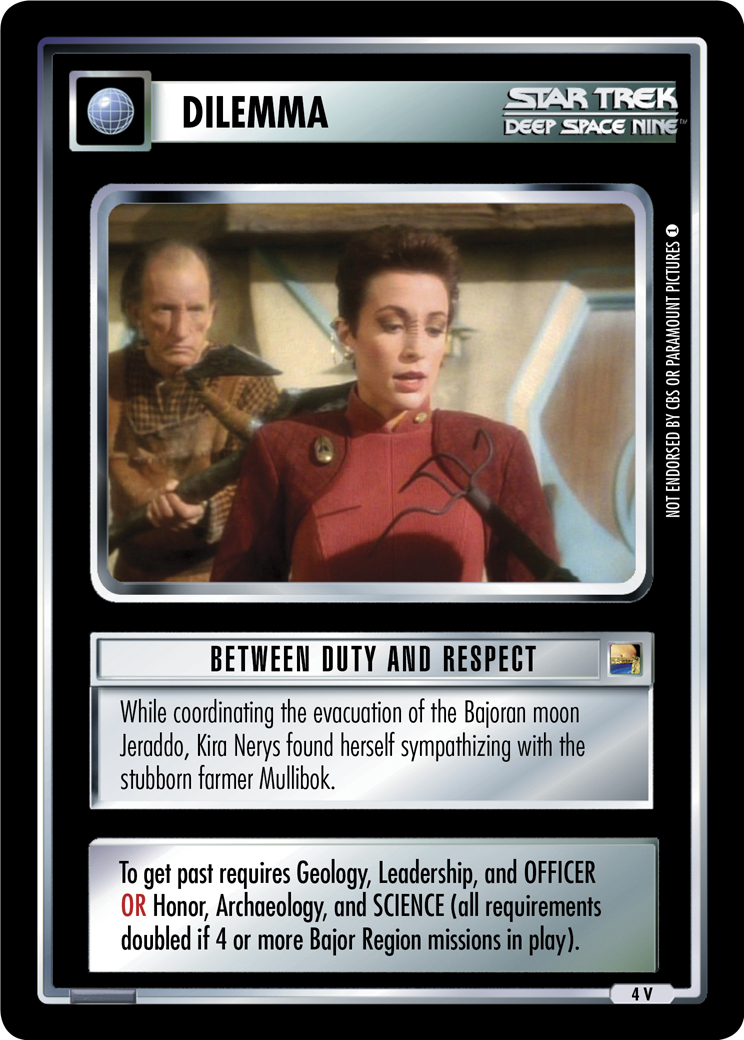 DILEMMA
STAR TREK
DEEP SPACE NINE™
NOT ENDORSED BY CBS OR PARAMOUNT PICTURES 1
BETWEEN DUTY AND RESPECT
While coordinating the evacuation of the Bajoran moon
Jeraddo, Kira Nerys found herself sympathizing with the
stubborn farmer Mullibok.
To get past requires Geology, Leadership, and OFFICER
OR Honor, Archaeology, and SCIENCE (all requirements
doubled if 4 or more Bajor Region missions in play).
4 V